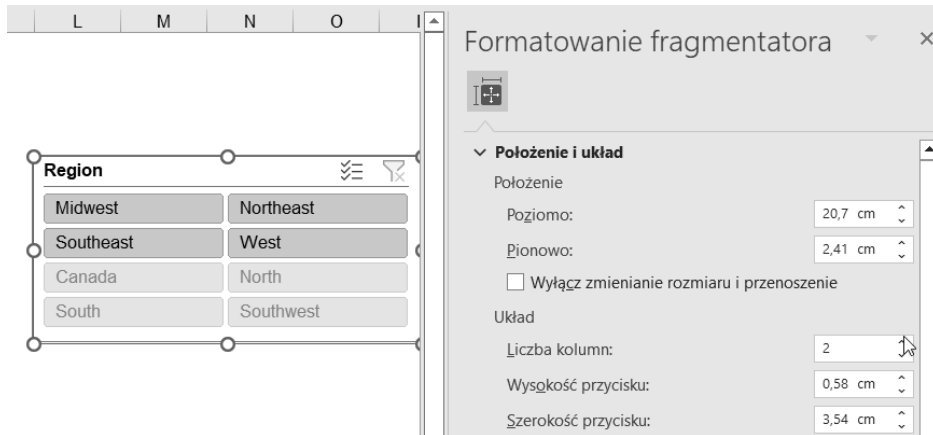 L M N O
Region
Midwest Northeast
Southeast West
Canada North
South Southwest
Formatowanie fragmentatora
Położenie i układ
Położenie
Poziomo: 20,7 cm
Pionowo: 2,41 cm
Wyłącz zmienianie rozmiaru i przenoszenie
Układ
Liczba kolumn: 2
Wysokość przycisku: 0,58 cm
Szerokość przycisku: 3,54 cm